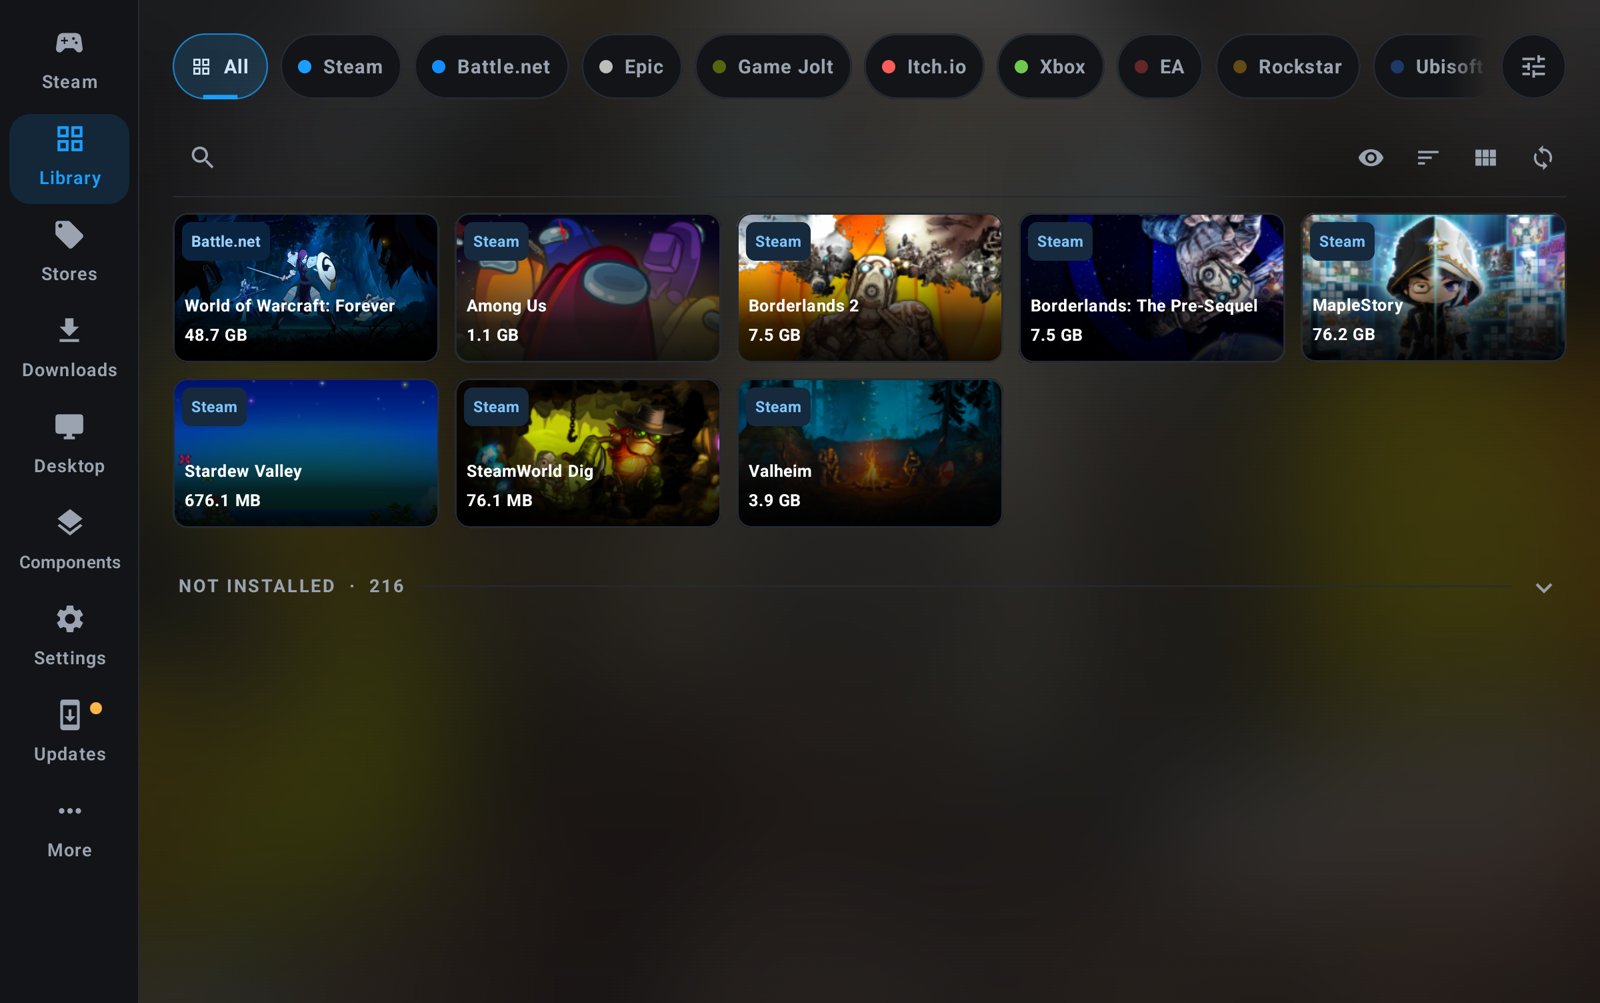 Steam
Library
Stores
Downloads
Desktop
Components
Settings
Updates
More
All
Steam
Battle.net
Epic
Game Jolt
Itch.io
Xbox
EA
Rockstar
Ubisoft
Battle.net
World of Warcraft: Forever
48.7 GB
Steam
Among Us
1.1 GB
Steam
Borderlands 2
7.5 GB
Steam
Borderlands: The Pre-Sequel
7.5 GB
Steam
MapleStory
76.2 GB
Steam
Stardew Valley
676.1 MB
Steam
SteamWorld Dig
76.1 MB
Steam
Valheim
3.9 GB
NOT INSTALLED · 216